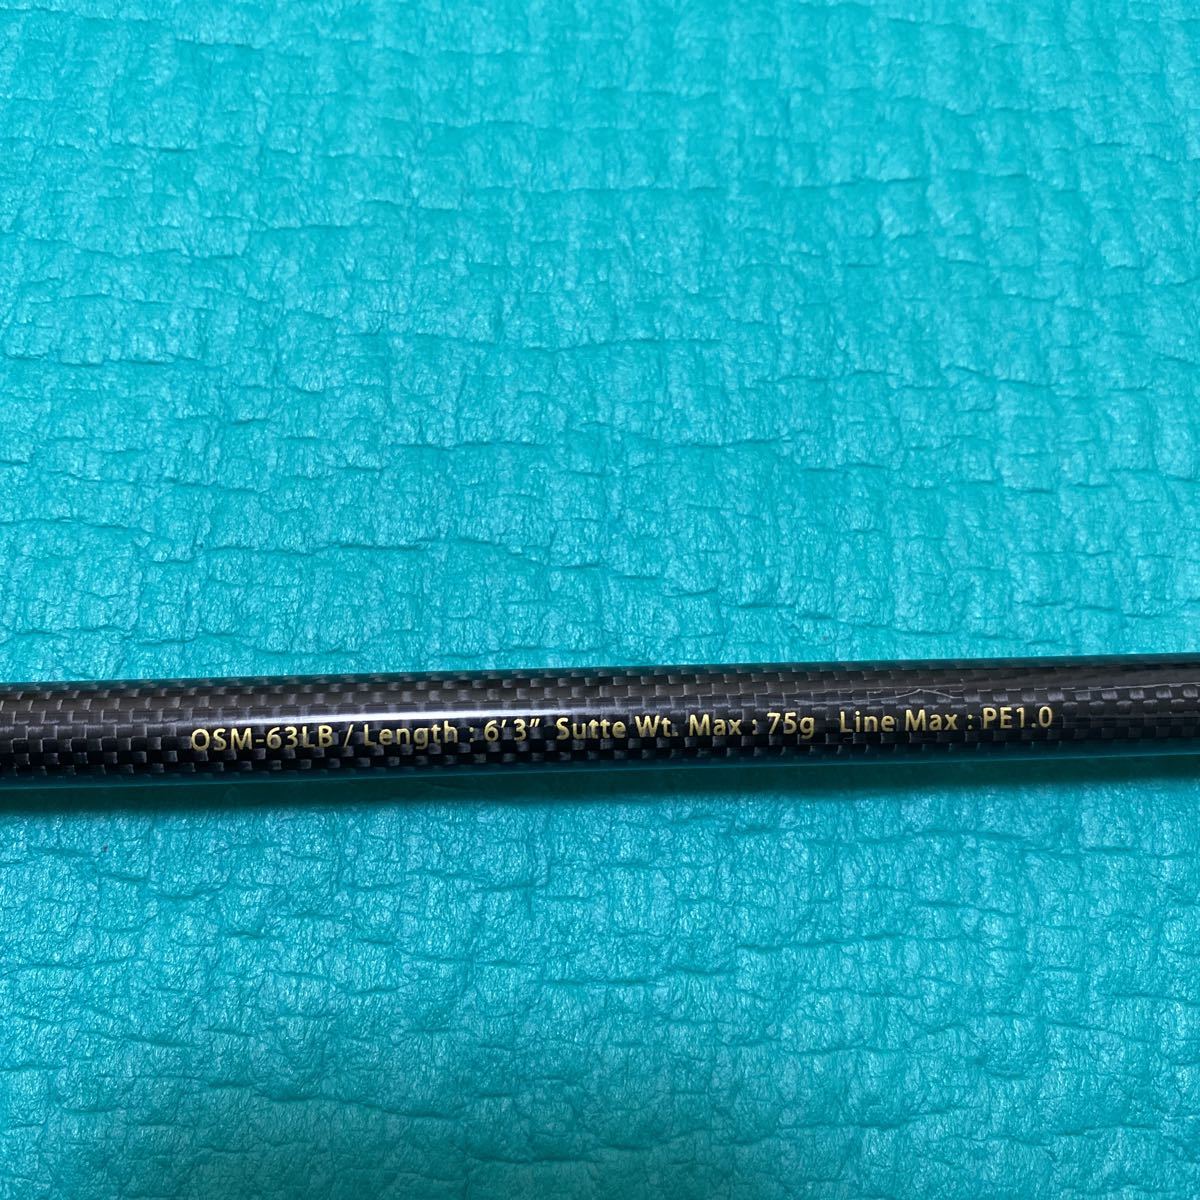 OSM-63LB / Length : 6'3" Sutte Wt. Max : 75g Line Max : PE1.0